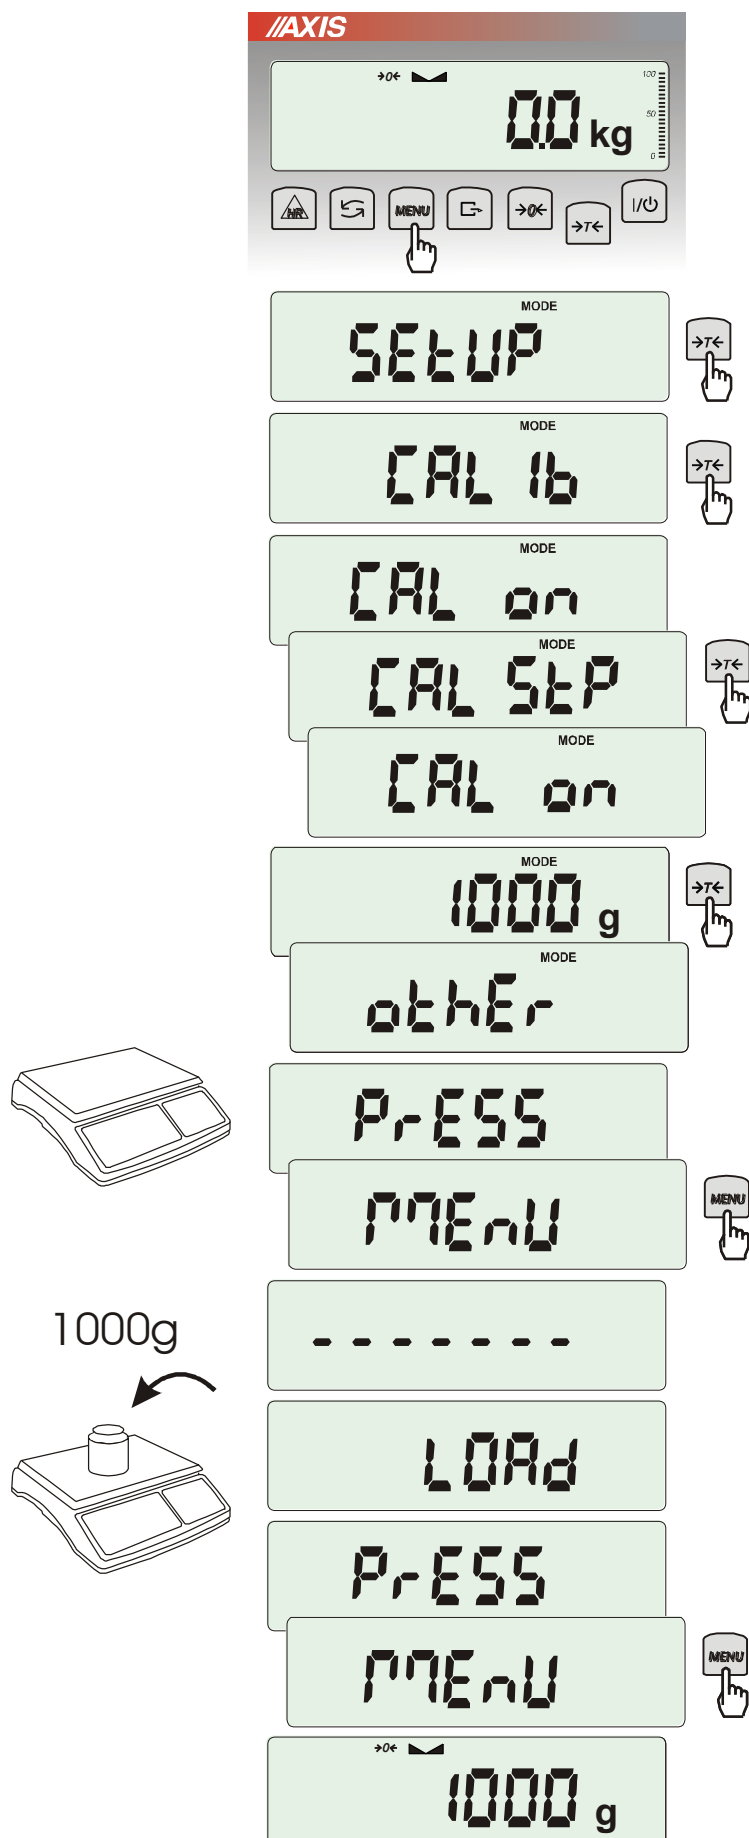 AXIS
→0← 100
0.0 kg 50
0
HR MENU →0← →T← I/
MODE
SEtUP →T←
MODE
CAL Ib →T←
MODE
CAL on
MODE
CAL StP →T←
MODE
CAL on
MODE
1000 g →T←
MODE
othEr
PrESS
MEnU MENU
1000g
- - - - - - -
LOAd
PrESS
MEnU MENU
→0←
1000 g